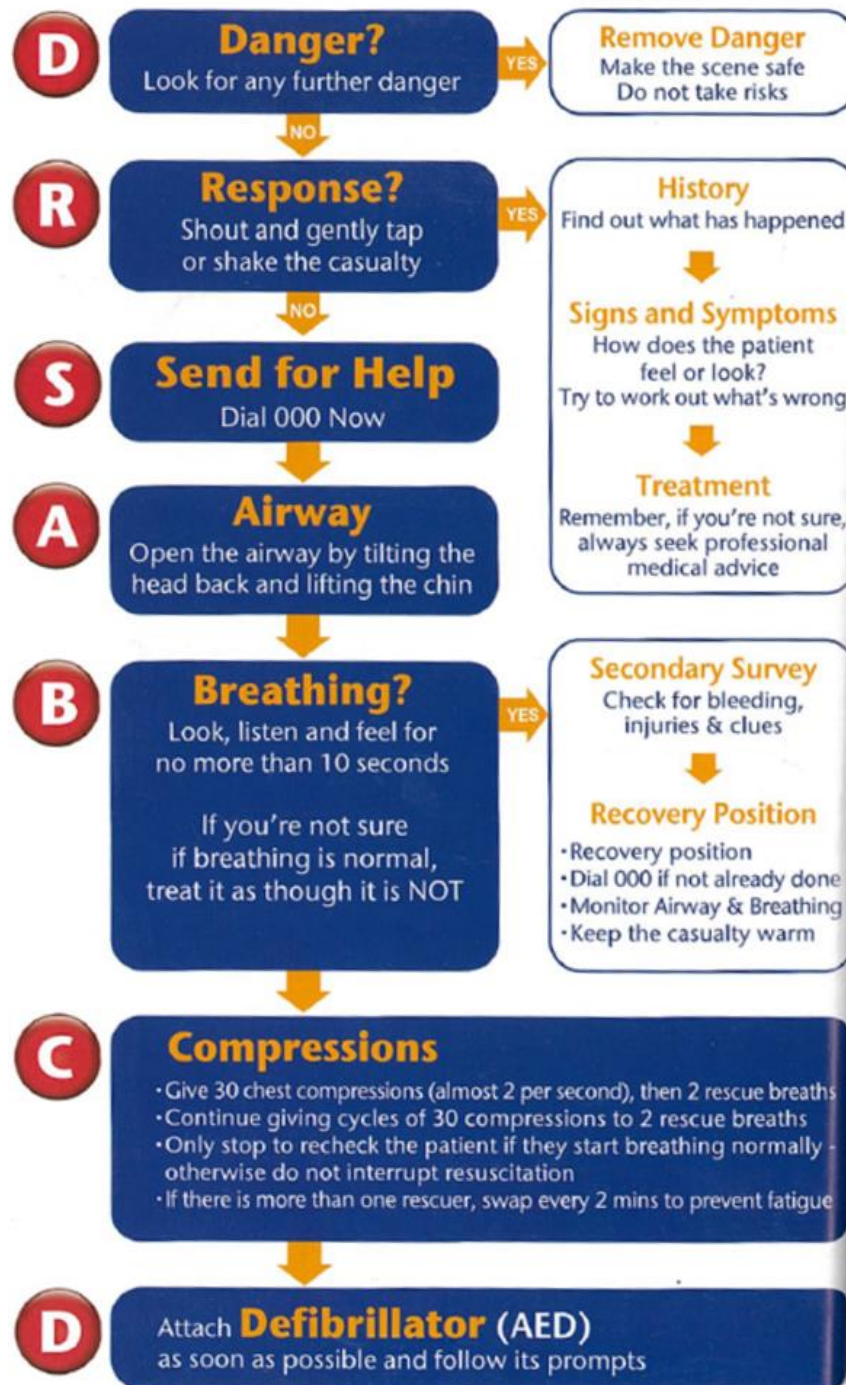 D
Danger?
Look for any further danger
YES
Remove Danger
Make the scene safe
Do not take risks
NO
R
Response?
Shout and gently tap
or shake the casualty
YES
History
Find out what has happened
Signs and Symptoms
How does the patient
feel or look?
Try to work out what's wrong
Treatment
Remember, if you're not sure,
always seek professional
medical advice
NO
S
Send for Help
Dial 000 Now
A
Airway
Open the airway by tilting the
head back and lifting the chin
B
Breathing?
Look, listen and feel for
no more than 10 seconds
If you're not sure
if breathing is normal,
treat it as though it is NOT
YES
Secondary Survey
Check for bleeding,
injuries & clues
Recovery Position
·Recovery position
·Dial 000 if not already done
·Monitor Airway & Breathing
·Keep the casualty warm
C
Compressions
·Give 30 chest compressions (almost 2 per second), then 2 rescue breaths
·Continue giving cycles of 30 compressions to 2 rescue breaths
·Only stop to recheck the patient if they start breathing normally -
otherwise do not interrupt resuscitation
·If there is more than one rescuer, swap every 2 mins to prevent fatigue
D
Attach Defibrillator (AED)
as soon as possible and follow its prompts